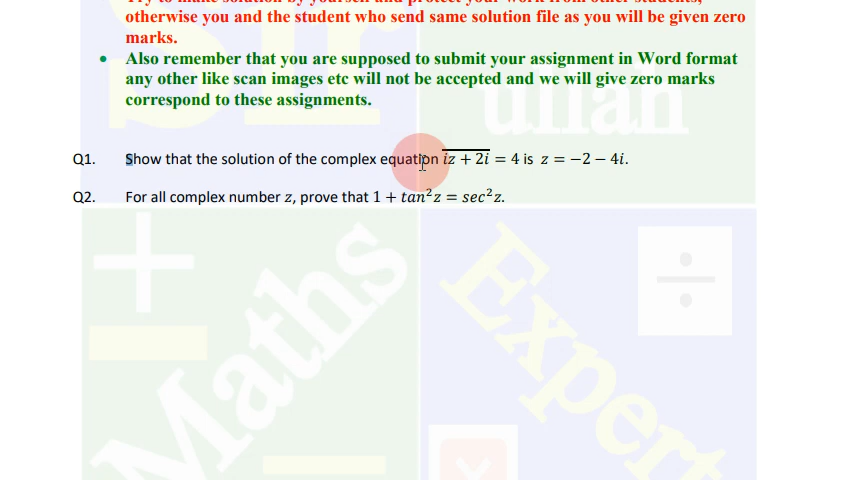 otherwise you and the student who send same solution file as you will be given zero
marks.
• Also remember that you are supposed to submit your assignment in Word format
any other like scan images etc will not be accepted and we will give zero marks
correspond to these assignments.
Q1. Show that the solution of the complex equation \overline{iz + 2i} = 4 is z = −2 − 4i.
Q2. For all complex number z, prove that 1 + tan²z = sec²z.
Maths
Expert